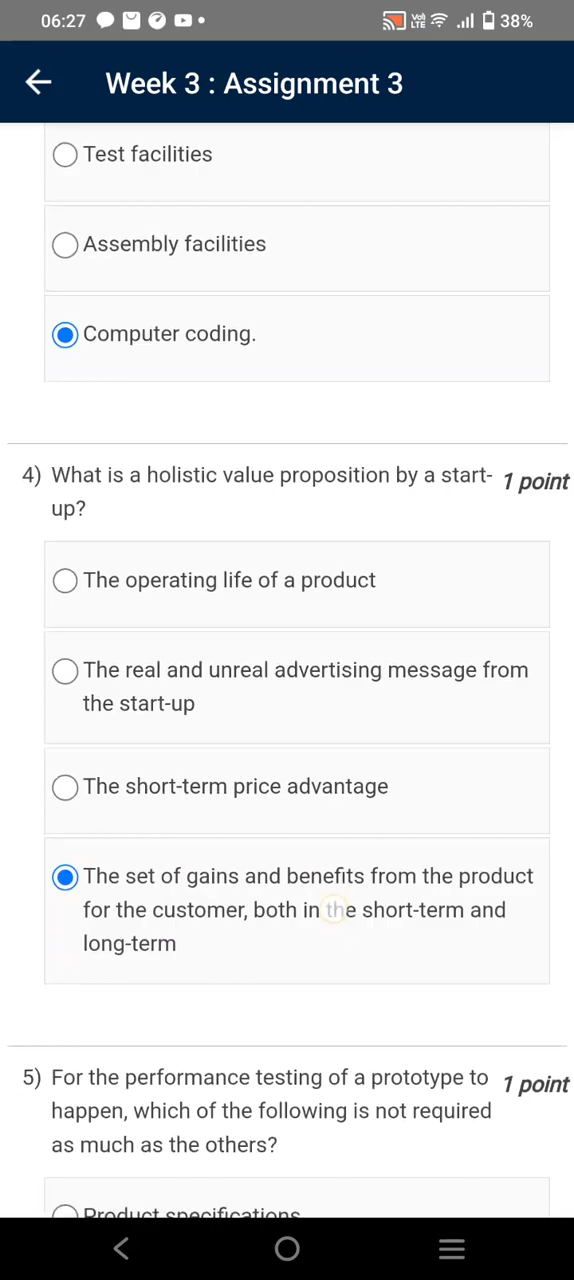 06:27
VoD LTE 38%
Week 3 : Assignment 3
Test facilities
Assembly facilities
Computer coding.
4) What is a holistic value proposition by a start- 1 point
up?
The operating life of a product
The real and unreal advertising message from
the start-up
The short-term price advantage
The set of gains and benefits from the product
for the customer, both in the short-term and
long-term
5) For the performance testing of a prototype to 1 point
happen, which of the following is not required
as much as the others?
Product specifications